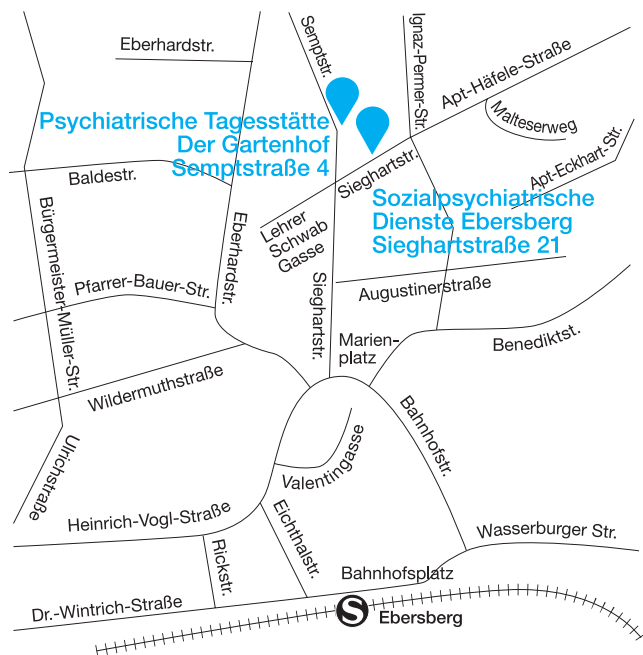 Eberhardstr.
Semptstr.
Ignaz-Permer-Str.
Apt-Häfele-Straße
Malteserweg
Psychiatrische Tagesstätte
Der Gartenhof
Semptstraße 4
Sieghartstr.
Apt-Eckhart-Str.
Baldestr.
Sozialpsychiatrische
Dienste Ebersberg
Sieghartstraße 21
Bürgermeister-Müller-Str.
Eberhardstr.
Lehrer
Schwab
Gasse
Sieghartstr.
Pfarrer-Bauer-Str.
Augustinerstraße
Marien-
platz
Benediktst.
Wildermuthstraße
Bahnhofstr.
Ulrichstraße
Valentingasse
Heinrich-Vogl-Straße
Eichthalstr.
Wasserburger Str.
Rickstr.
Bahnhofsplatz
Dr.-Wintrich-Straße
S
Ebersberg